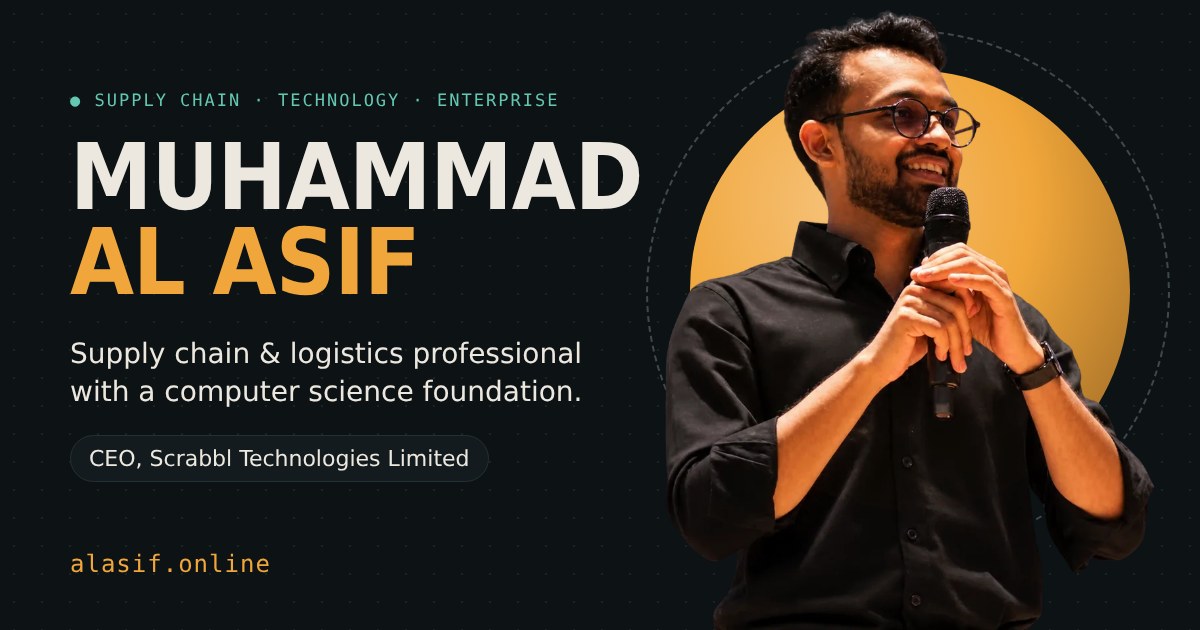 SUPPLY CHAIN · TECHNOLOGY · ENTERPRISE
MUHAMMAD
AL ASIF
Supply chain & logistics professional
with a computer science foundation.
CEO, Scrabbl Technologies Limited
alasif.online